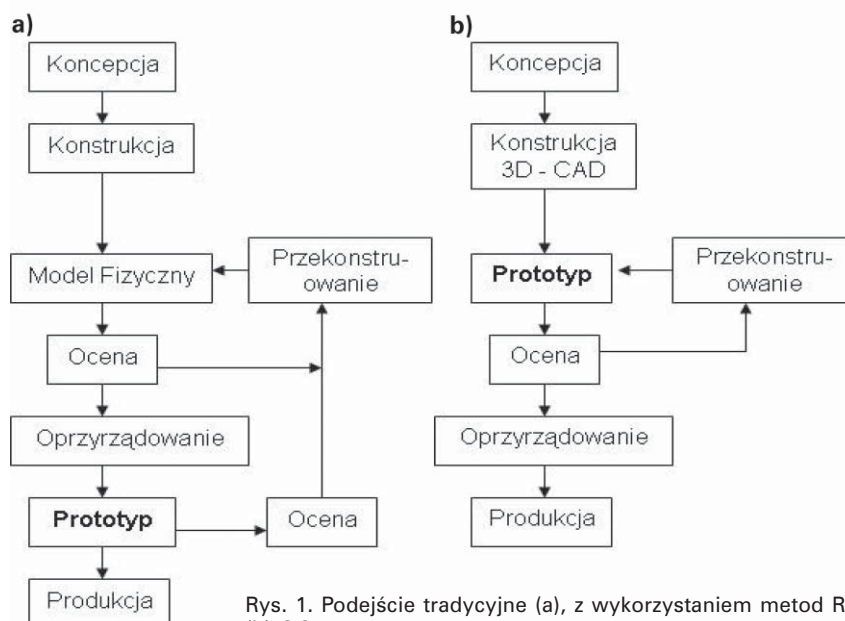 a)
Koncepcja
Konstrukcja
Model Fizyczny
Przekonstru-
owanie
Ocena
Oprzyrządowanie
Prototyp
Ocena
Produkcja
b)
Koncepcja
Konstrukcja
3D - CAD
Prototyp
Przekonstru-
owanie
Ocena
Oprzyrządowanie
Produkcja
Rys. 1. Podejście tradycyjne (a), z wykorzystaniem metod R